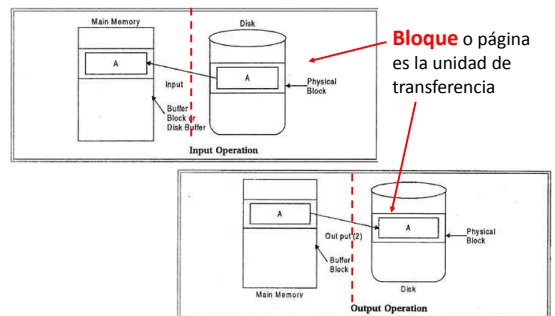 Main Memory
Disk
A
A
Input
Physical
Block
Buffer
Block or
Disk Buffer
Input Operation
Bloque o página
es la unidad de
transferencia
A
A
Out put (2)
Physical
Block
Buffer
Block
Main Memory
Disk
Output Operation